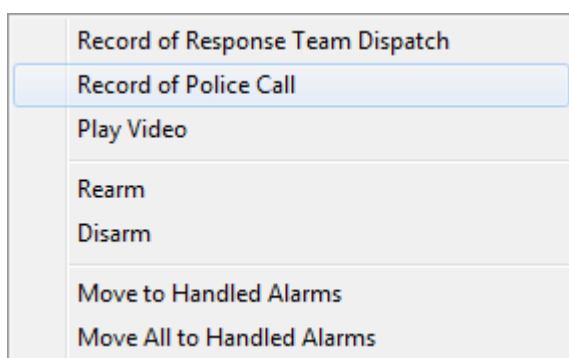 Record of Response Team Dispatch
Record of Police Call
Play Video
Rearm
Disarm
Move to Handled Alarms
Move All to Handled Alarms